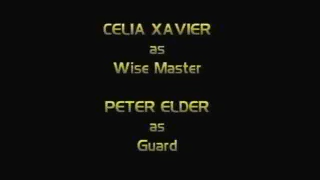 CELIA XAVIER
as
Wise Master
PETER ELDER
as
Guard